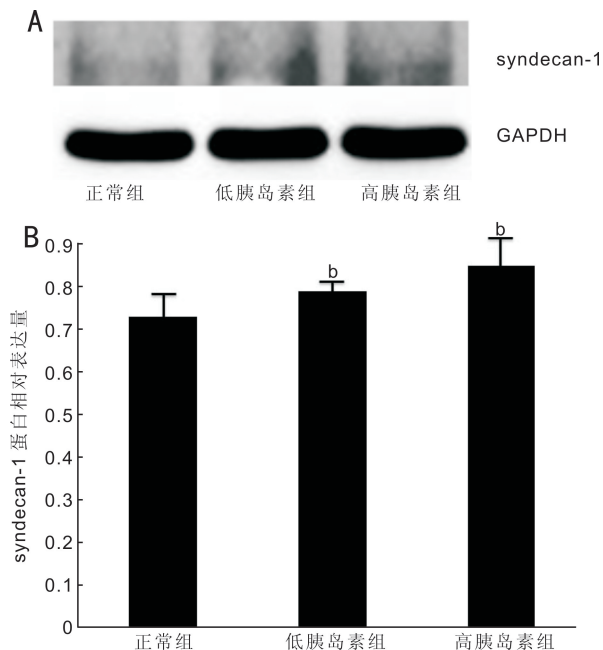 A
syndecan-1
GAPDH
正常组 低胰岛素组 高胰岛素组
B
0.9
0.8
0.7
0.6
0.5
0.4
0.3
0.2
0.1
0
syndecan-1 蛋白相对表达量
b
b
正常组 低胰岛素组 高胰岛素组